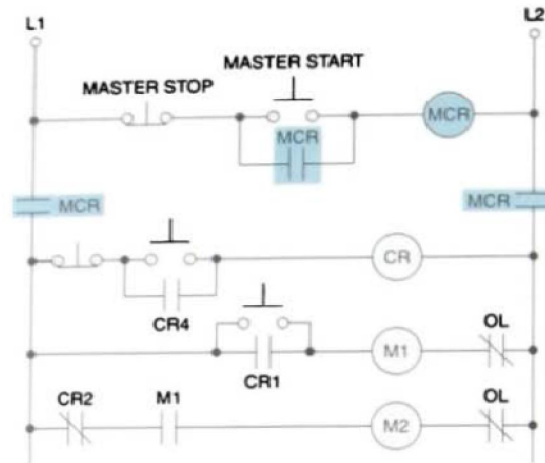 L1
L2
MASTER START
MASTER STOP
MCR
MCR
MCR
MCR
CR
CR4
OL
M1
CR1
CR2
M1
OL
M2